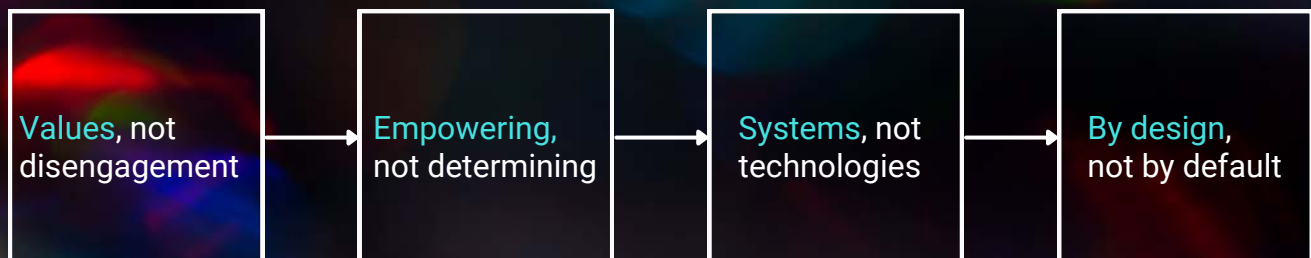 Values, not
disengagement
Empowering,
not determining
Systems, not
technologies
By design,
not by default